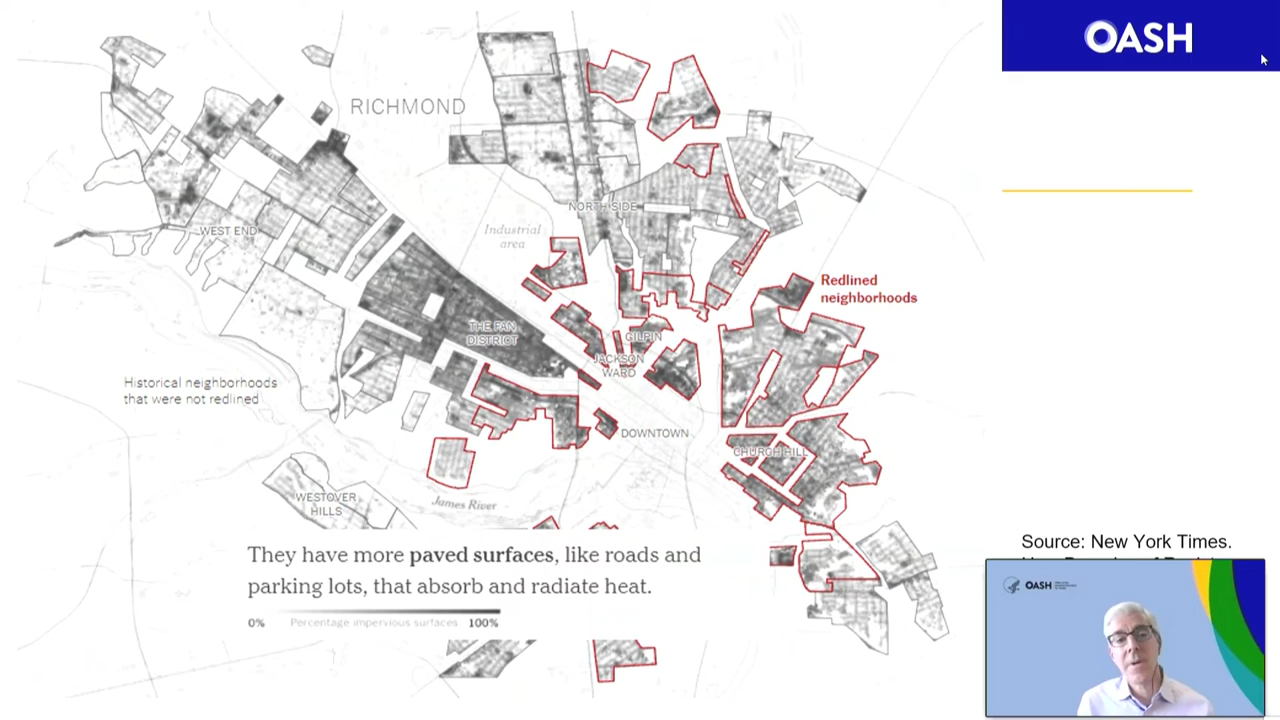 OASH
RICHMOND
NORTH SIDE
WEST END
Industrial
area
Redlined
neighborhoods
THE FAN
DISTRICT
GILPIN
JACKSON
WARD
Historical neighborhoods
that were not redlined
DOWNTOWN
CHURCH HILL
WESTOVER
HILLS
James River
They have more paved surfaces, like roads and
parking lots, that absorb and radiate heat.
0% Percentage impervious surfaces 100%
Source: New York Times.
OASH